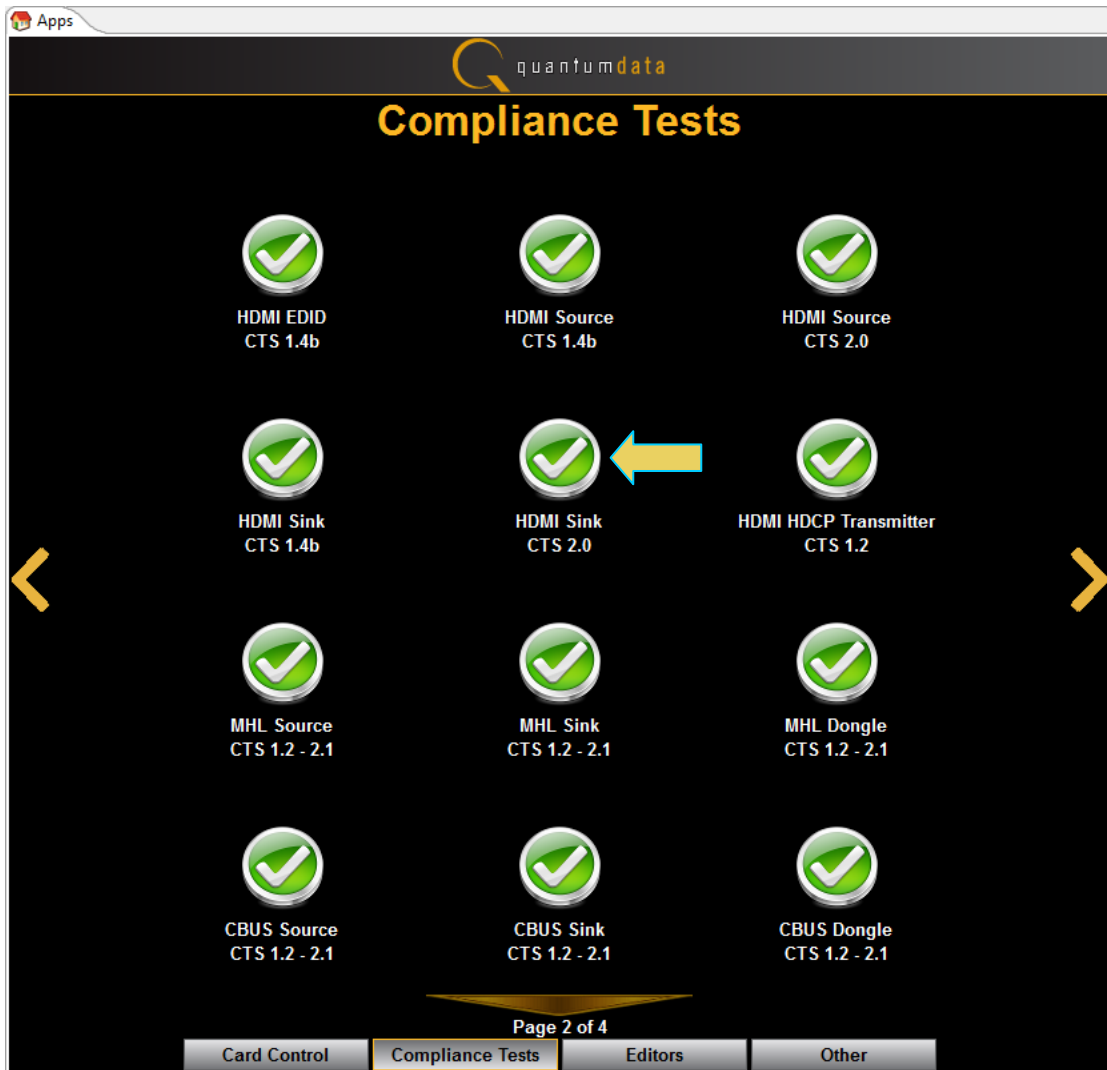 Apps
quantumdata
Compliance Tests
HDMI EDID
CTS 1.4b
HDMI Source
CTS 1.4b
HDMI Source
CTS 2.0
HDMI Sink
CTS 1.4b
HDMI Sink
CTS 2.0
HDMI HDCP Transmitter
CTS 1.2
MHL Source
CTS 1.2 - 2.1
MHL Sink
CTS 1.2 - 2.1
MHL Dongle
CTS 1.2 - 2.1
CBUS Source
CTS 1.2 - 2.1
CBUS Sink
CTS 1.2 - 2.1
CBUS Dongle
CTS 1.2 - 2.1
Page 2 of 4
Card Control
Compliance Tests
Editors
Other